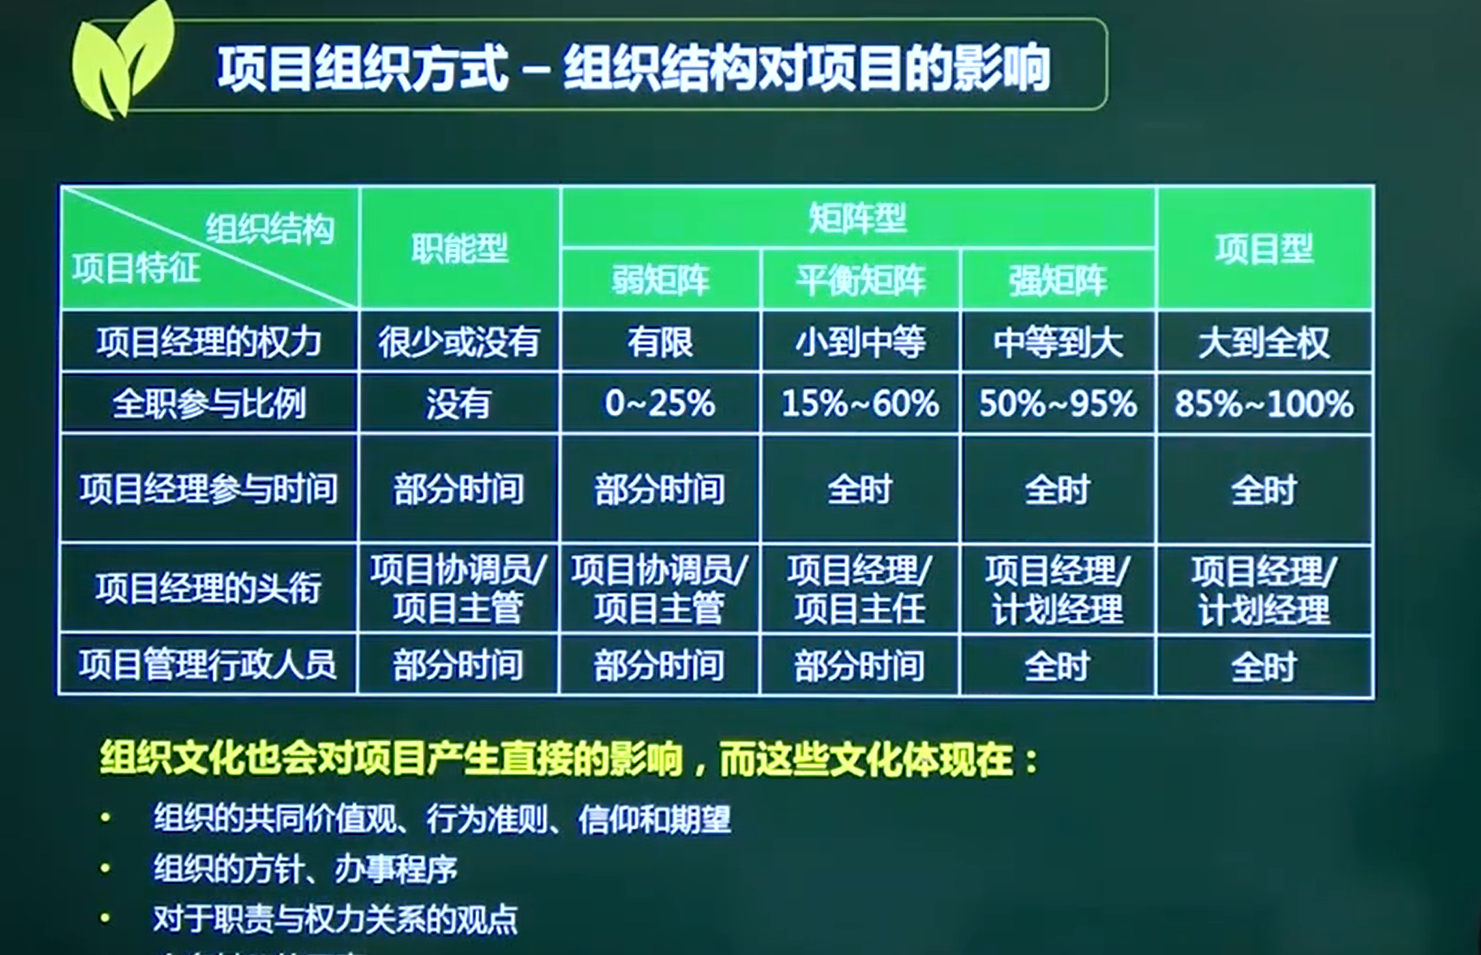 项目组织方式 – 组织结构对项目的影响
组织结构
项目特征
职能型
矩阵型
项目型
弱矩阵
平衡矩阵
强矩阵
项目经理的权力 很少或没有 有限 小到中等 中等到大 大到全权
全职参与比例 没有 0~25% 15%~60% 50%~95% 85%~100%
项目经理参与时间 部分时间 部分时间 全时 全时 全时
项目经理的头衔 项目协调员/ 项目协调员/ 项目经理/ 项目经理/ 项目经理/
项目主管 项目主管 项目主任 计划经理 计划经理
项目管理行政人员 部分时间 部分时间 部分时间 全时 全时
组织文化也会对项目产生直接的影响，而这些文化体现在：
• 组织的共同价值观、行为准则、信仰和期望
• 组织的方针、办事程序
• 对于职责与权力关系的观点